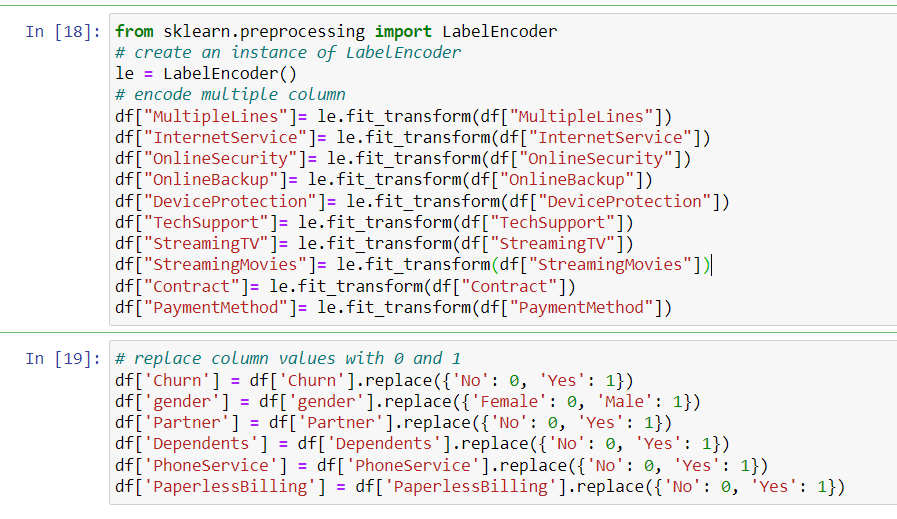 In [18]: from sklearn.preprocessing import LabelEncoder
# create an instance of LabelEncoder
le = LabelEncoder()
# encode multiple column
df["MultipleLines"]= le.fit_transform(df["MultipleLines"])
df["InternetService"]= le.fit_transform(df["InternetService"])
df["OnlineSecurity"]= le.fit_transform(df["OnlineSecurity"])
df["OnlineBackup"]= le.fit_transform(df["OnlineBackup"])
df["DeviceProtection"]= le.fit_transform(df["DeviceProtection"])
df["TechSupport"]= le.fit_transform(df["TechSupport"])
df["StreamingTV"]= le.fit_transform(df["StreamingTV"])
df["StreamingMovies"]= le.fit_transform(df["StreamingMovies"])
df["Contract"]= le.fit_transform(df["Contract"])
df["PaymentMethod"]= le.fit_transform(df["PaymentMethod"])
In [19]: # replace column values with 0 and 1
df['Churn'] = df['Churn'].replace({'No': 0, 'Yes': 1})
df['gender'] = df['gender'].replace({'Female': 0, 'Male': 1})
df['Partner'] = df['Partner'].replace({'No': 0, 'Yes': 1})
df['Dependents'] = df['Dependents'].replace({'No': 0, 'Yes': 1})
df['PhoneService'] = df['PhoneService'].replace({'No': 0, 'Yes': 1})
df['PaperlessBilling'] = df['PaperlessBilling'].replace({'No': 0, 'Yes': 1})